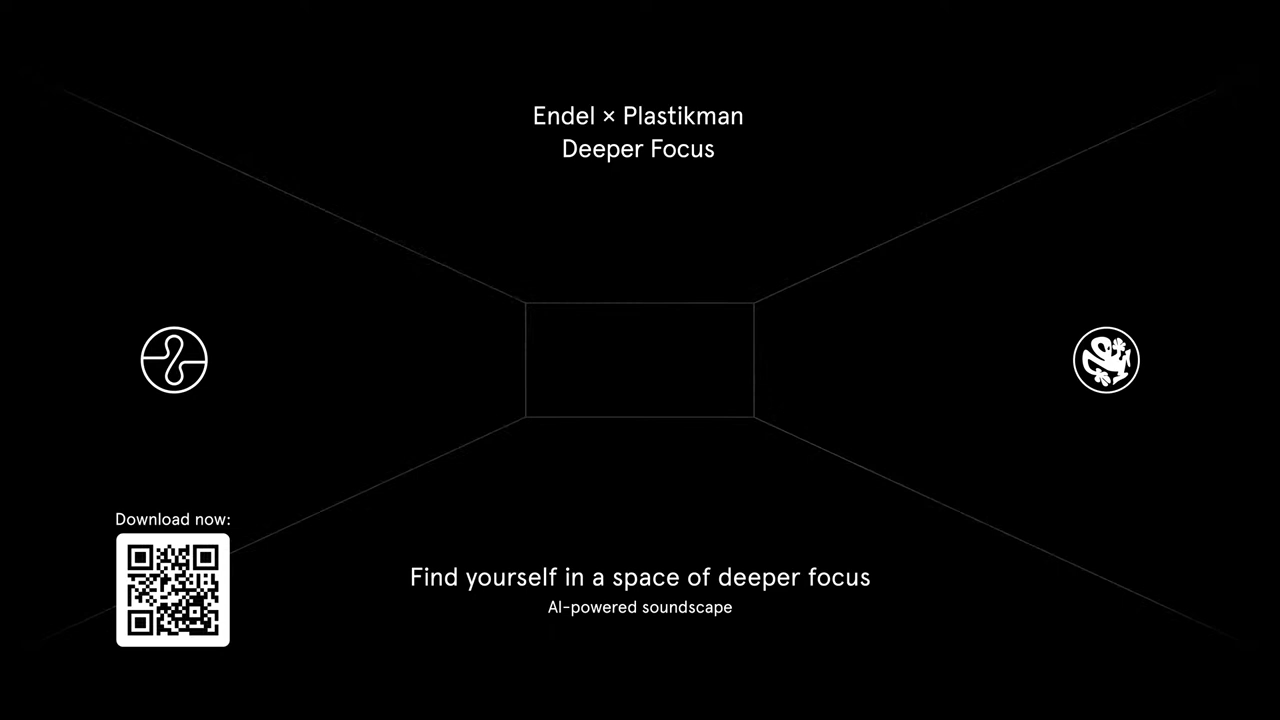 Endel × Plastikman
Deeper Focus
Download now:
Find yourself in a space of deeper focus
AI-powered soundscape